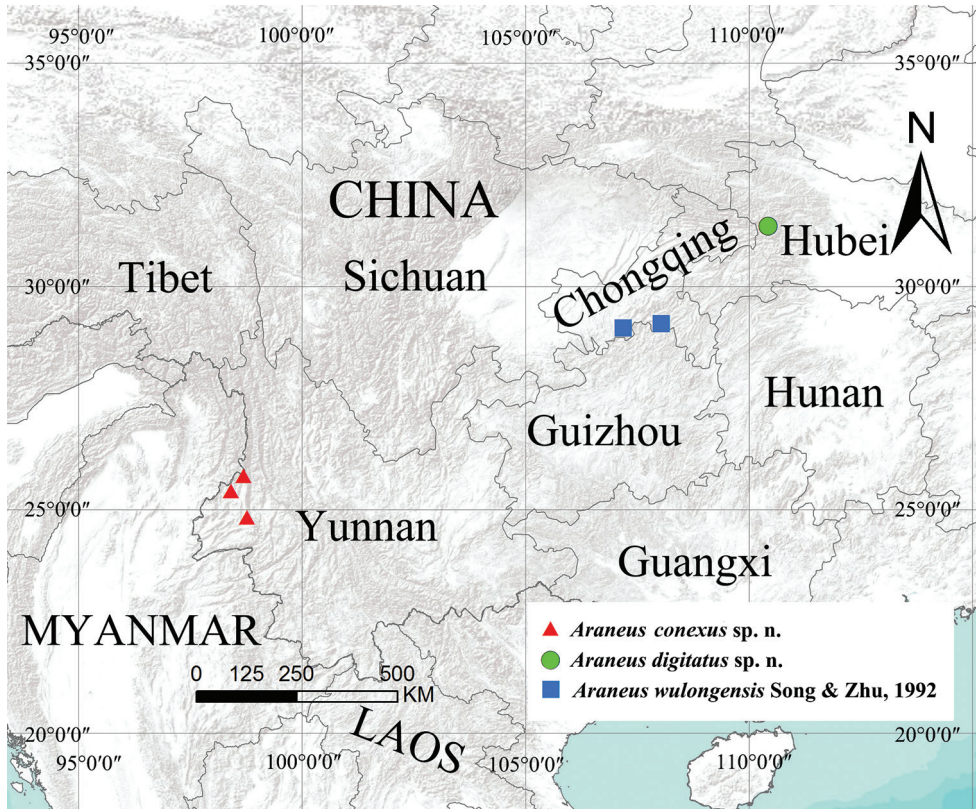 95°0'0" 100°0'0" 105°0'0" 110°0'0"
35°0'0" 35°0'0"
N
CHINA
Chongqing
Hubei
Tibet
Sichuan
30°0'0" 30°0'0"
Hunan
Guizhou
25°0'0" 25°0'0"
Yunnan
Guangxi
MYANMAR
Araneus conexus sp. n.
Araneus digitatus sp. n.
Araneus wulongensis Song & Zhu, 1992
0 125 250 500
KM
LAOS
20°0'0" 20°0'0"
95°0'0" 100°0'0" 105°0'0" 110°0'0"